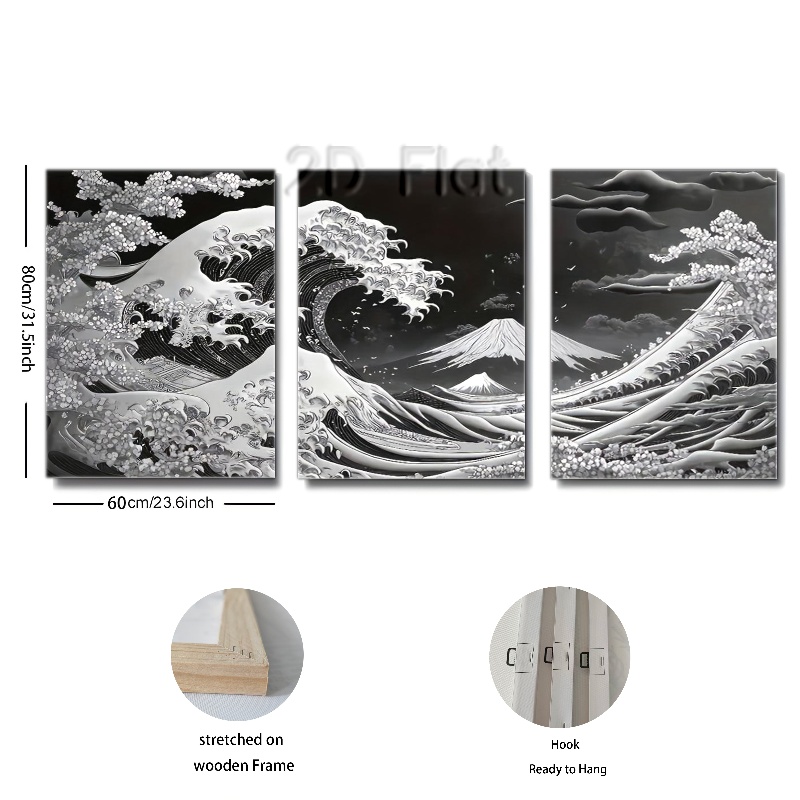 2D Flat
80cm/31.5inch
60cm/23.6inch
stretched on
wooden Frame
Hook
Ready to Hang